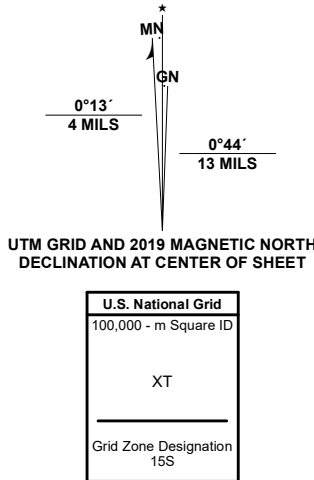 ★
MN
GN
0°13´
4 MILS
0°44´
13 MILS
UTM GRID AND 2019 MAGNETIC NORTH
DECLINATION AT CENTER OF SHEET
U.S. National Grid
100,000 - m Square ID
XT
Grid Zone Designation
15S